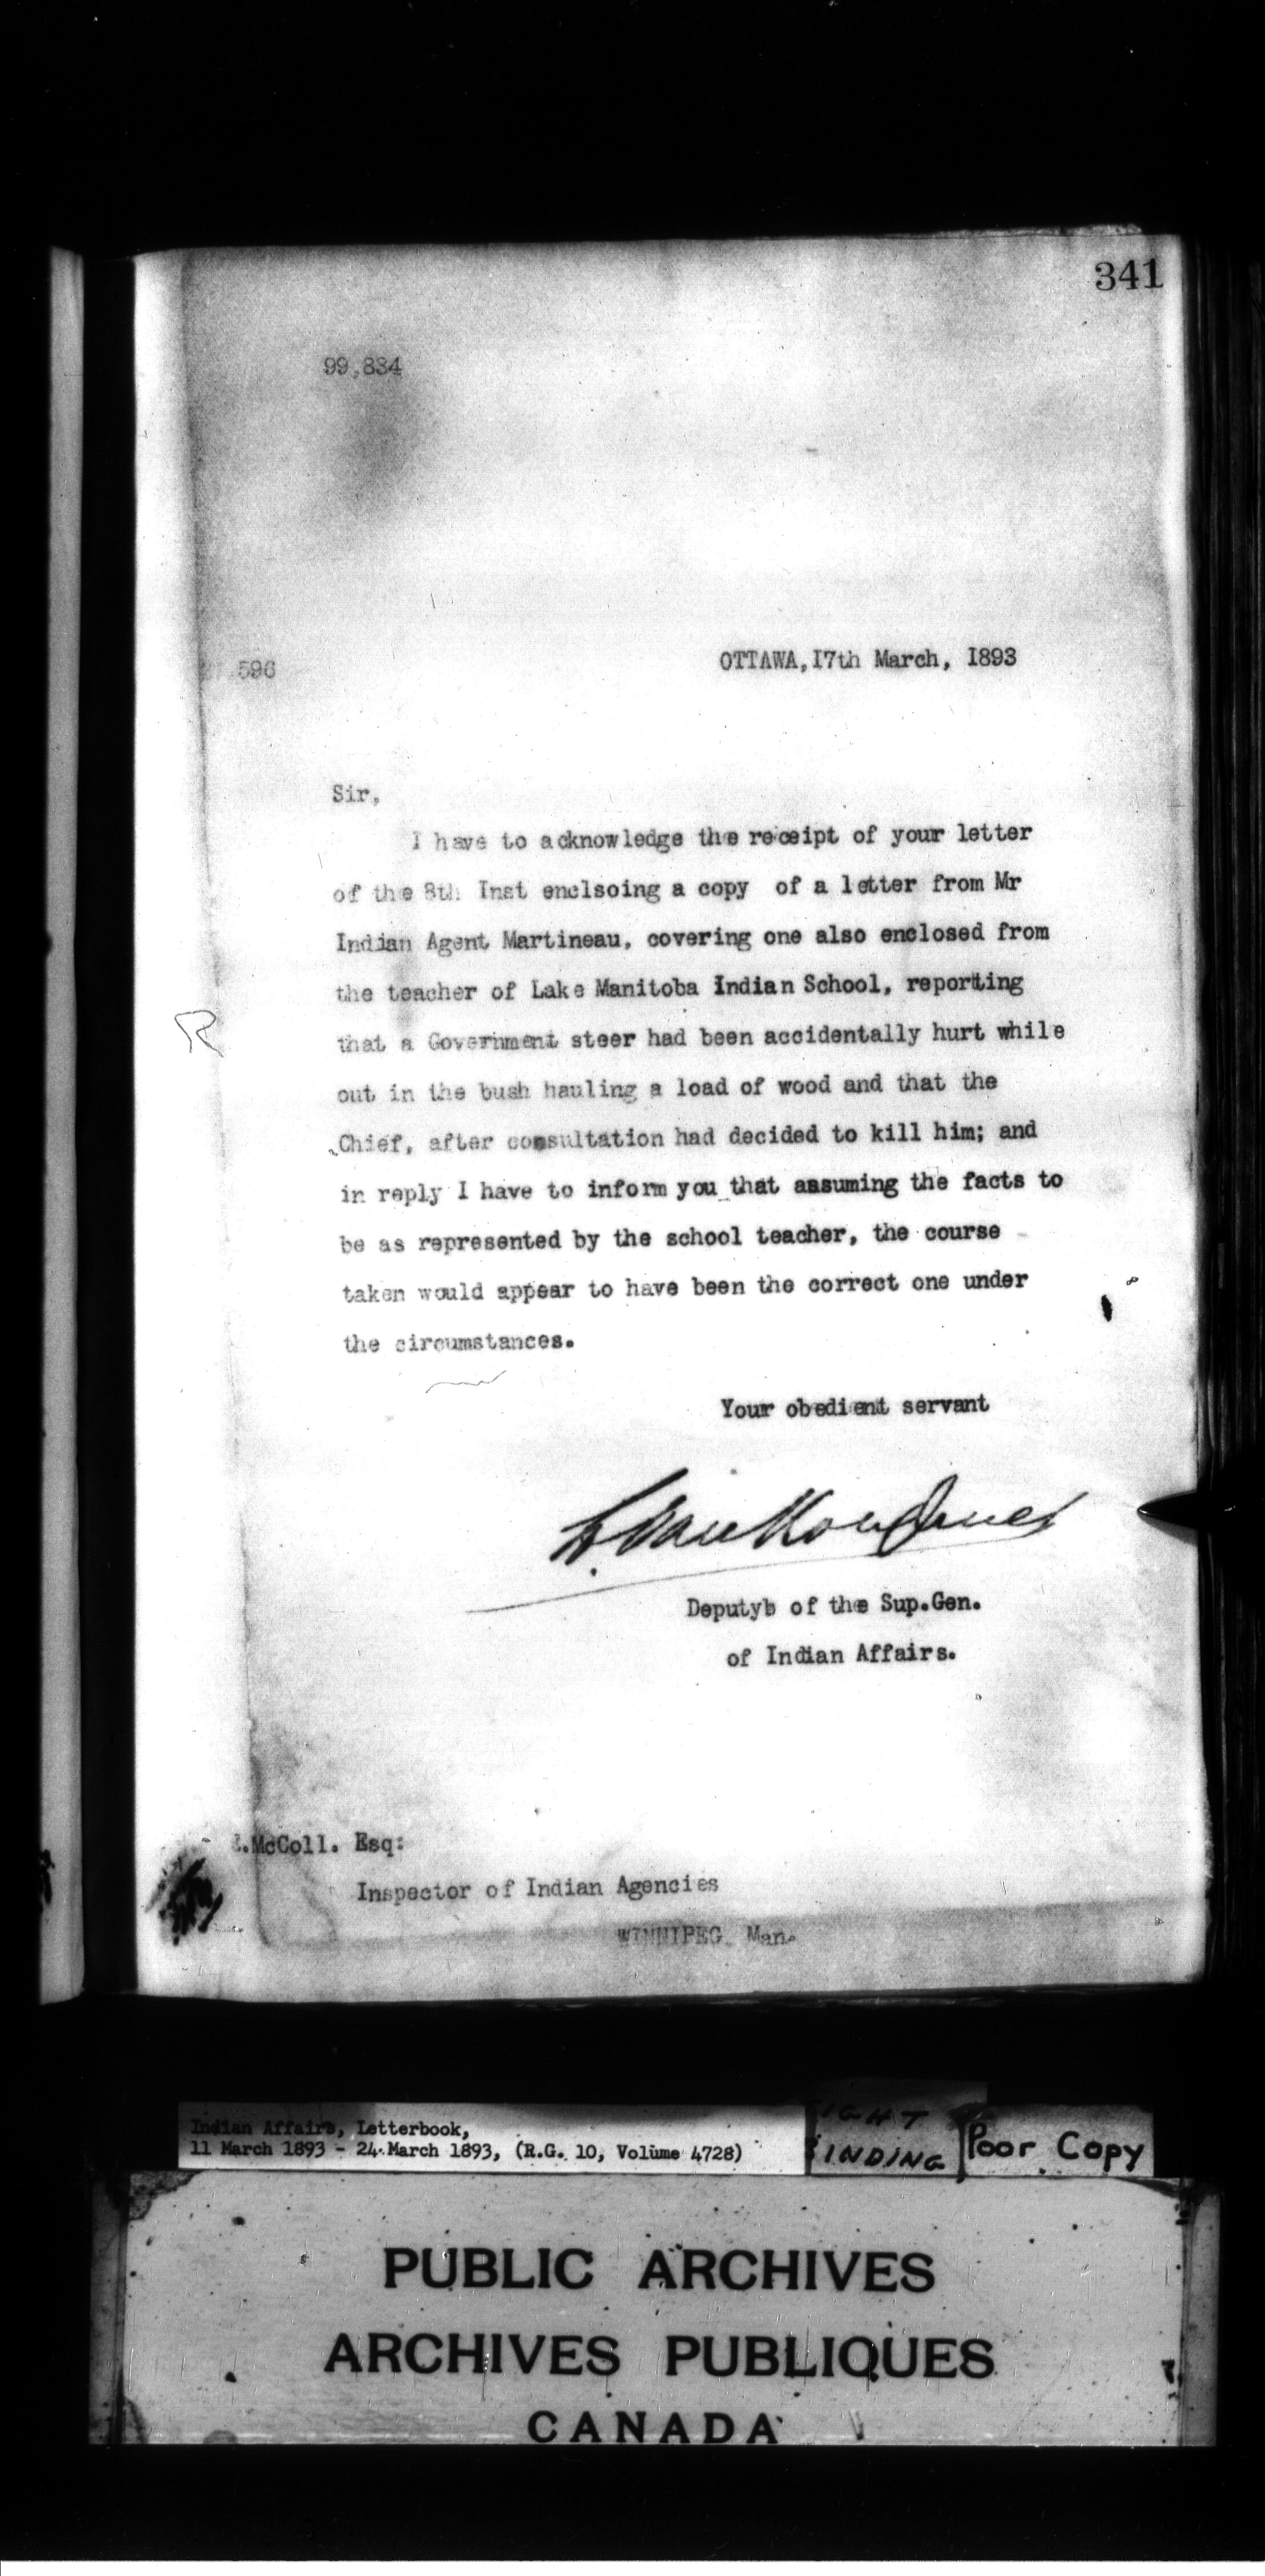 341
99,834
596
OTTAWA, I7th March, I893
Sir,
I have to acknowledge the receipt of your letter
of the 8th Inst enclsoing a copy of a letter from Mr
Indian Agent Martineau, covering one also enclosed from
the teacher of Lake Manitoba Indian School, reporting
that a Government steer had been accidentally hurt while
out in the bush hauling a load of wood and that the
Chief, after consultation had decided to kill him; and
in reply I have to inform you that assuming the facts to
be as represented by the school teacher, the course
taken would appear to have been the correct one under
the circumstances.
Your obedient servant
L. Vankoughnet
Deputyb of the Sup.Gen.
of Indian Affairs.
.McColl. Esq:
Inspector of Indian Agencies
WINNIPEG. Man.
Indian Affairs, Letterbook,
11 March 1893 - 24 March 1893, (R.G. 10, Volume 4728)
Poor Copy
PUBLIC ARCHIVES
ARCHIVES PUBLIQUES
CANADA